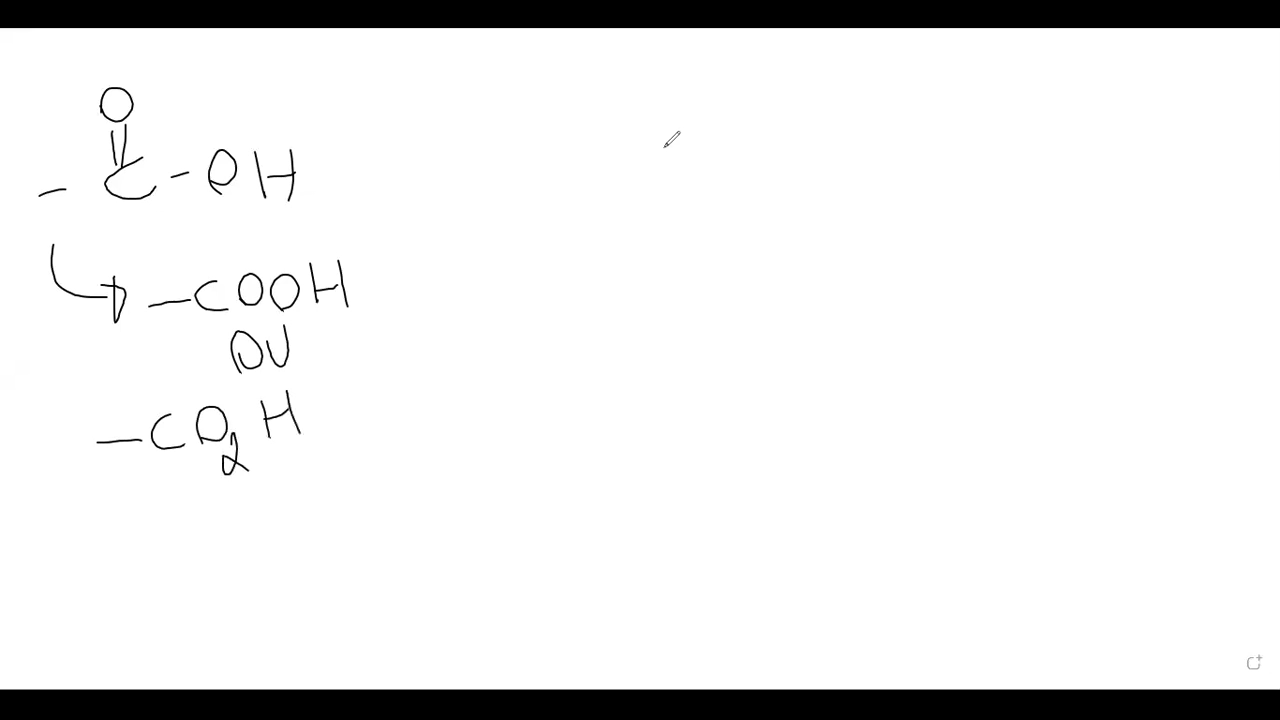 O
||
- C - OH
-COOH
OU
-CO₂H